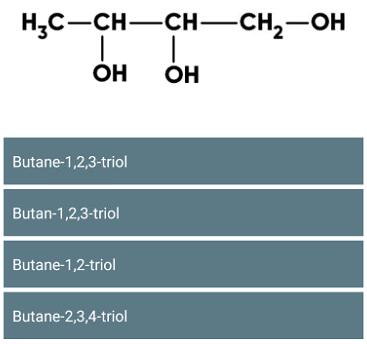 H₃C—CH—CH—CH₂—OH
OH OH
Butane-1,2,3-triol
Butan-1,2,3-triol
Butane-1,2-triol
Butane-2,3,4-triol